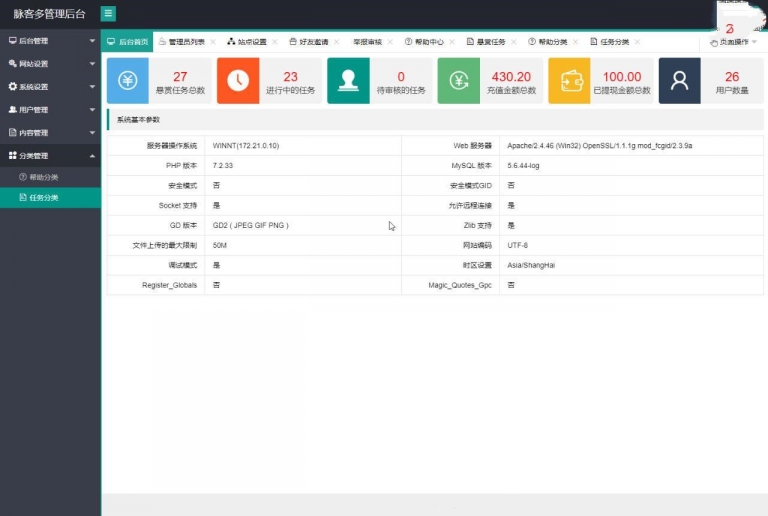 脉客多管理后台
2
后台管理
网站设置
系统设置
用户管理
内容管理
分类管理
帮助分类
任务分类
后台首页 管理员列表 站点设置 好友邀请 举报审核 帮助中心 悬赏任务 帮助分类 任务分类 页面操作
27 23 0 430.20 100.00 26
悬赏任务总数 进行中的任务 待审核的任务 充值金额总数 已提现金额总数 用户数量
系统基本参数
服务器操作系统 WINNT(172.21.0.10) Web 服务器 Apache/2.4.46 (Win32) OpenSSL/1.1.1g mod_fcgid/2.3.9a
PHP 版本 7.2.33 MySQL 版本 5.6.44-log
安全模式 否 安全模式GID 否
Socket 支持 是 允许远程连接 是
GD 版本 GD2 ( JPEG GIF PNG ) Zlib 支持 是
文件上传的最大限制 50M 网站编码 UTF-8
调试模式 是 时区设置 Asia/ShangHai
Register_Globals 否 Magic_Quotes_Gpc 否